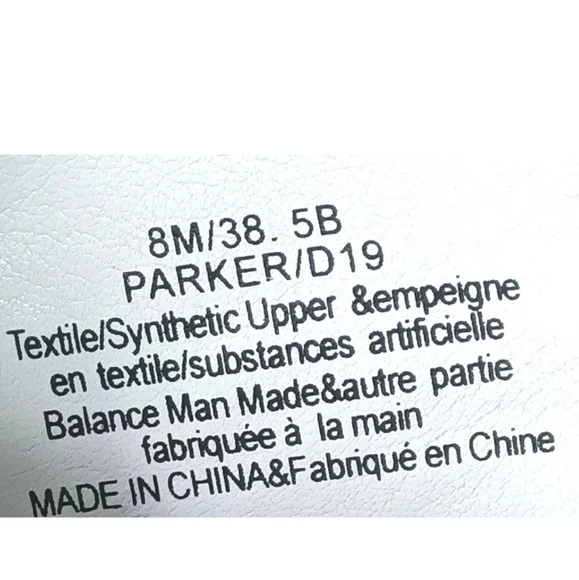 8M/38. 5B
PARKER/D19
Textile/Synthetic Upper &empeigne
en textile/substances artificielle
Balance Man Made&autre partie
fabriquée à la main
MADE IN CHINA&Fabriqué en Chine